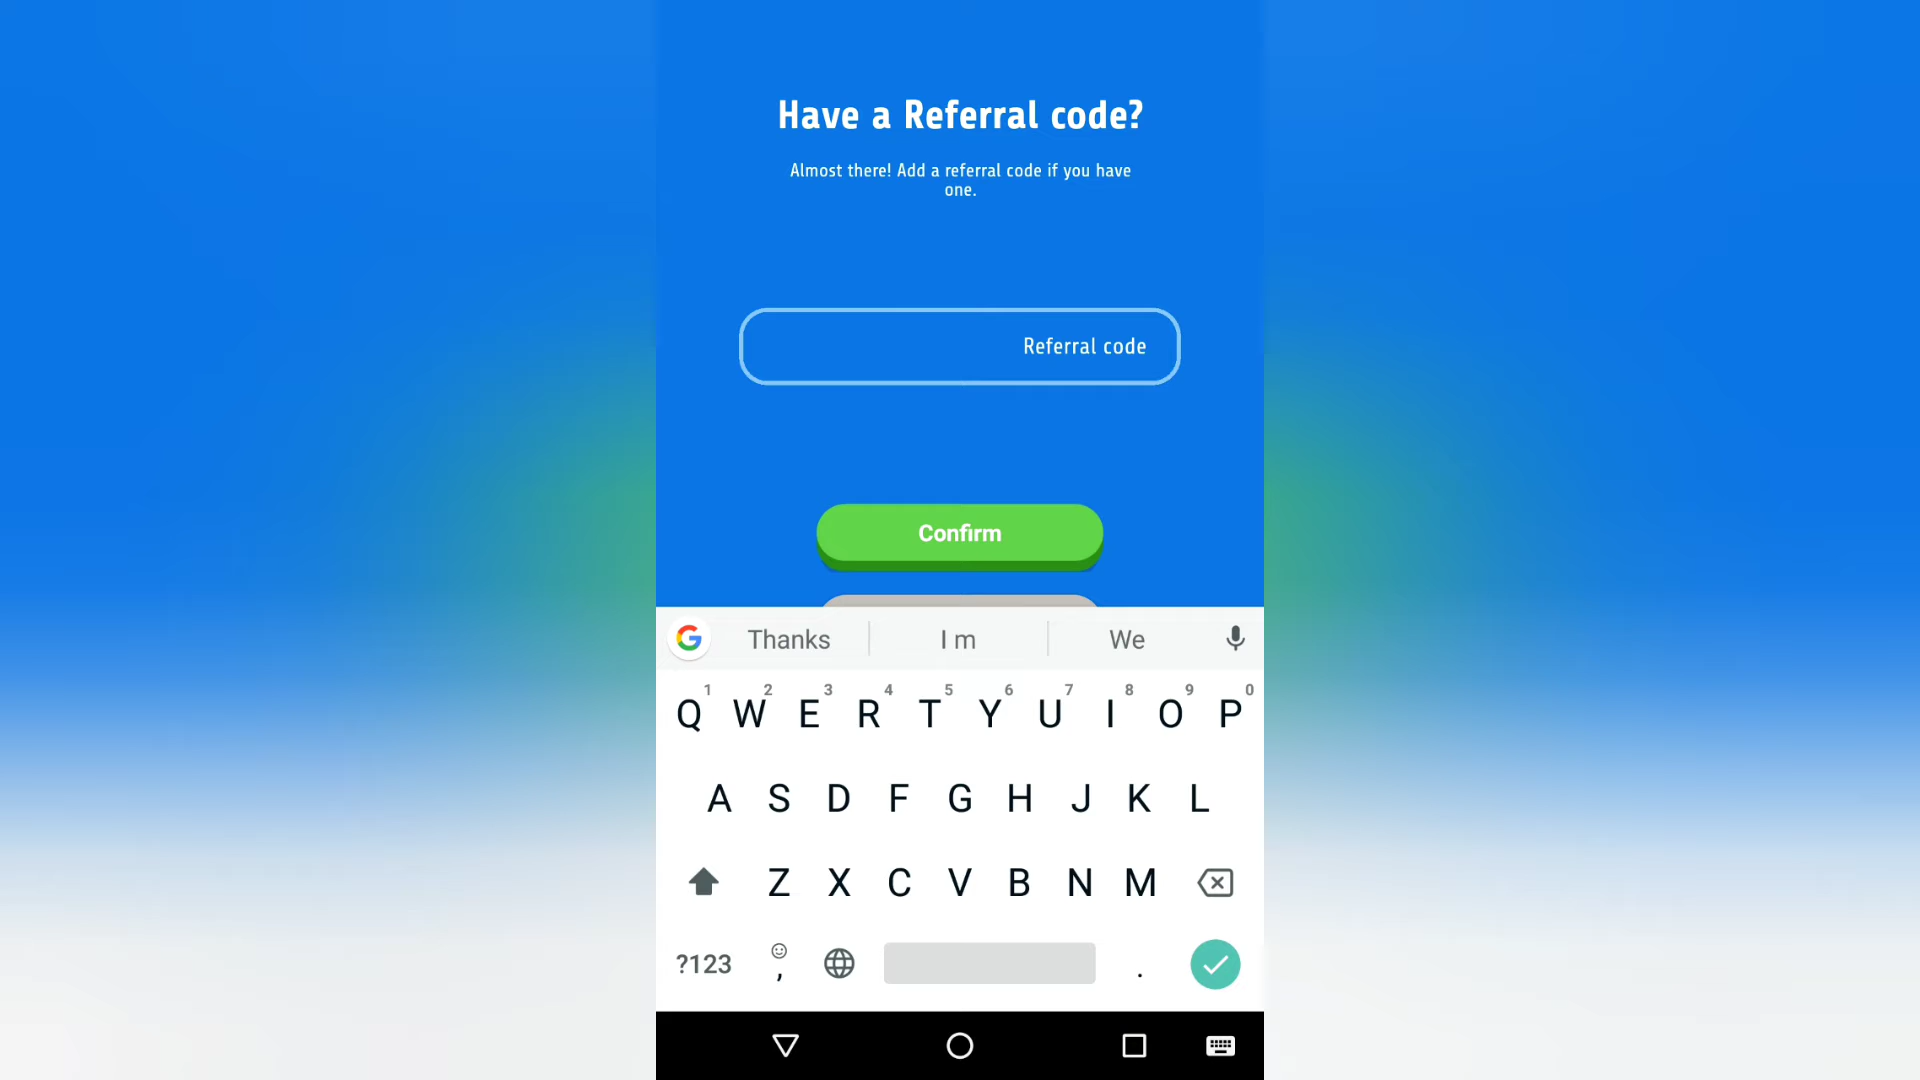 Have a Referral code?
Almost there! Add a referral code if you have
one.
Referral code
Confirm
G Thanks I m We
1 2 3 4 5 6 7 8 9 0
Q W E R T Y U I O P
A S D F G H J K L
Z X C V B N M
?123 , .